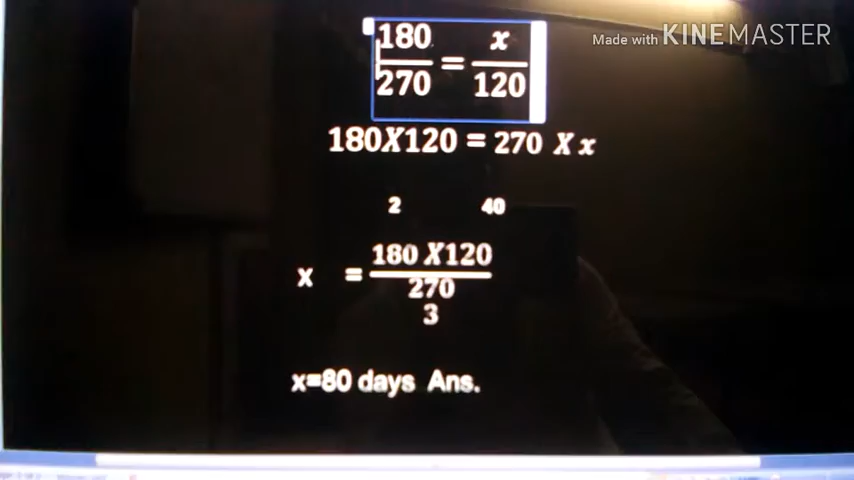 Made with KINEMASTER
180/270 = x/120
180X120 = 270 X x
2 40
x = 180 X120/270
3
x=80 days Ans.